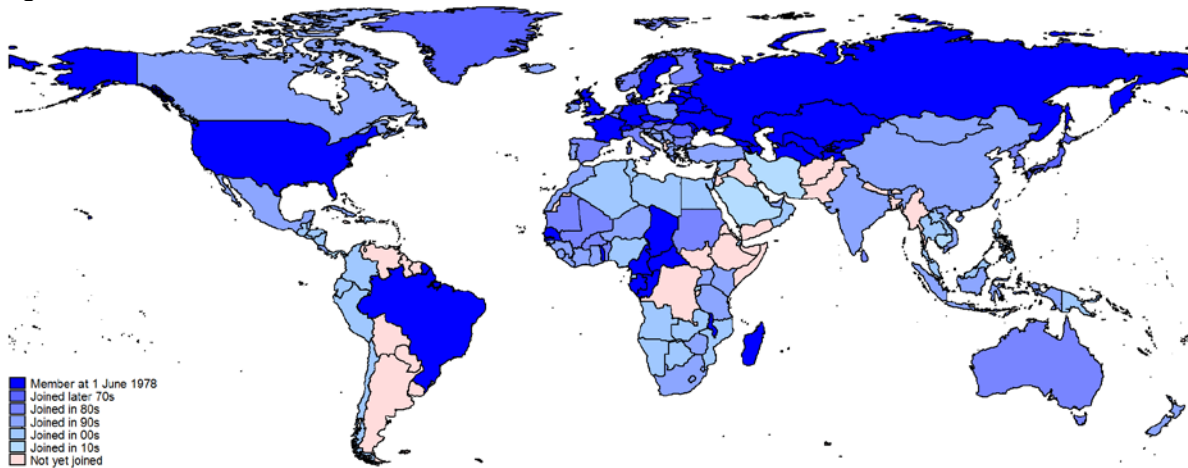 Member at 1 June 1978
Joined later 70s
Joined in 80s
Joined in 90s
Joined in 00s
Joined in 10s
Not yet joined